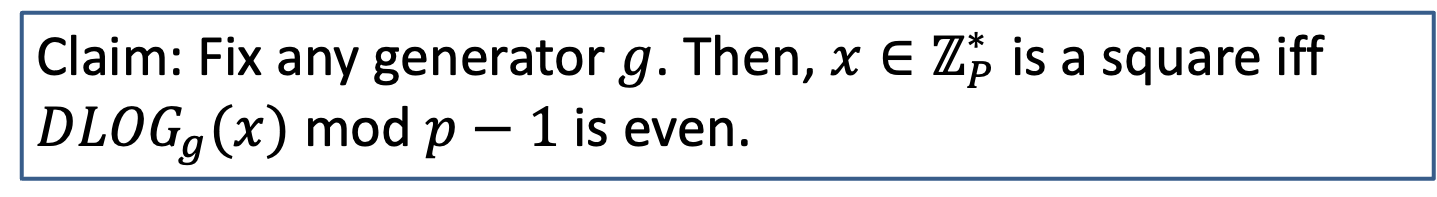 Claim: Fix any generator g. Then, x ∈ ℤ*_P is a square iff
DLOG_g(x) mod p − 1 is even.